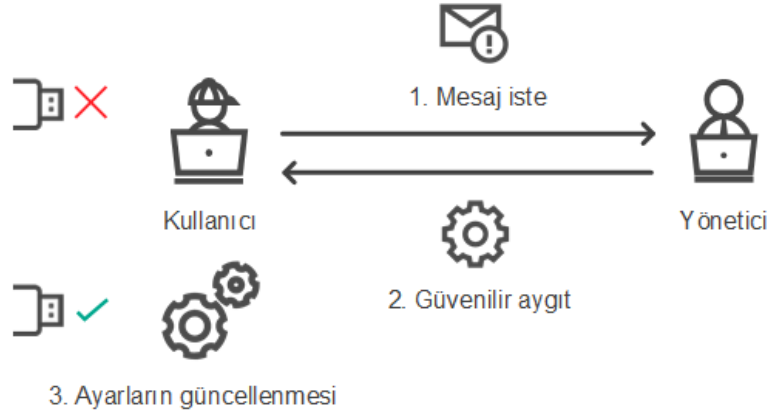 1. Mesaj iste
Kullanıcı
Yönetici
2. Güvenilir aygıt
3. Ayarların güncellenmesi